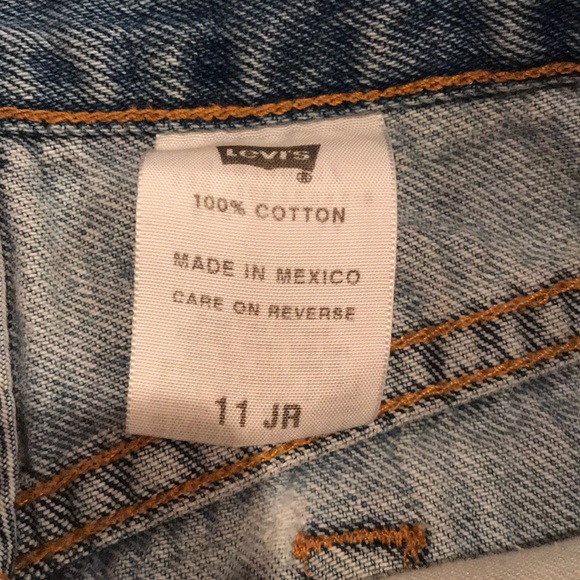 LEVI'S
®
100% COTTON
MADE IN MEXICO
CARE ON REVERSE
11 JR